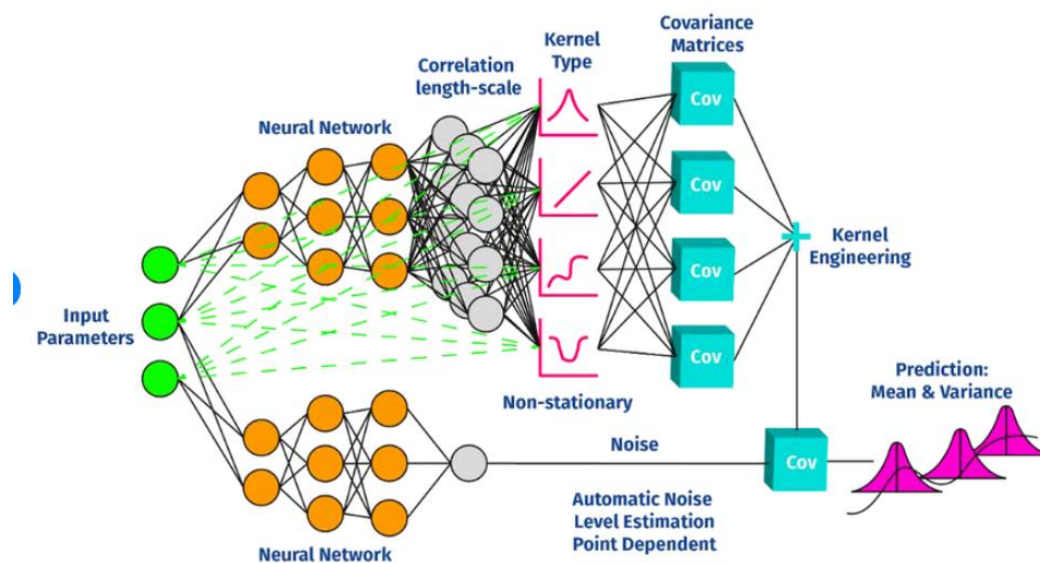 Covariance
Matrices
Kernel
Type
Correlation
length-scale
Neural Network
Cov
Cov
Cov
Cov
Kernel
Engineering
Input
Parameters
Non-stationary
Prediction:
Mean & Variance
Noise
Cov
Automatic Noise
Level Estimation
Point Dependent
Neural Network